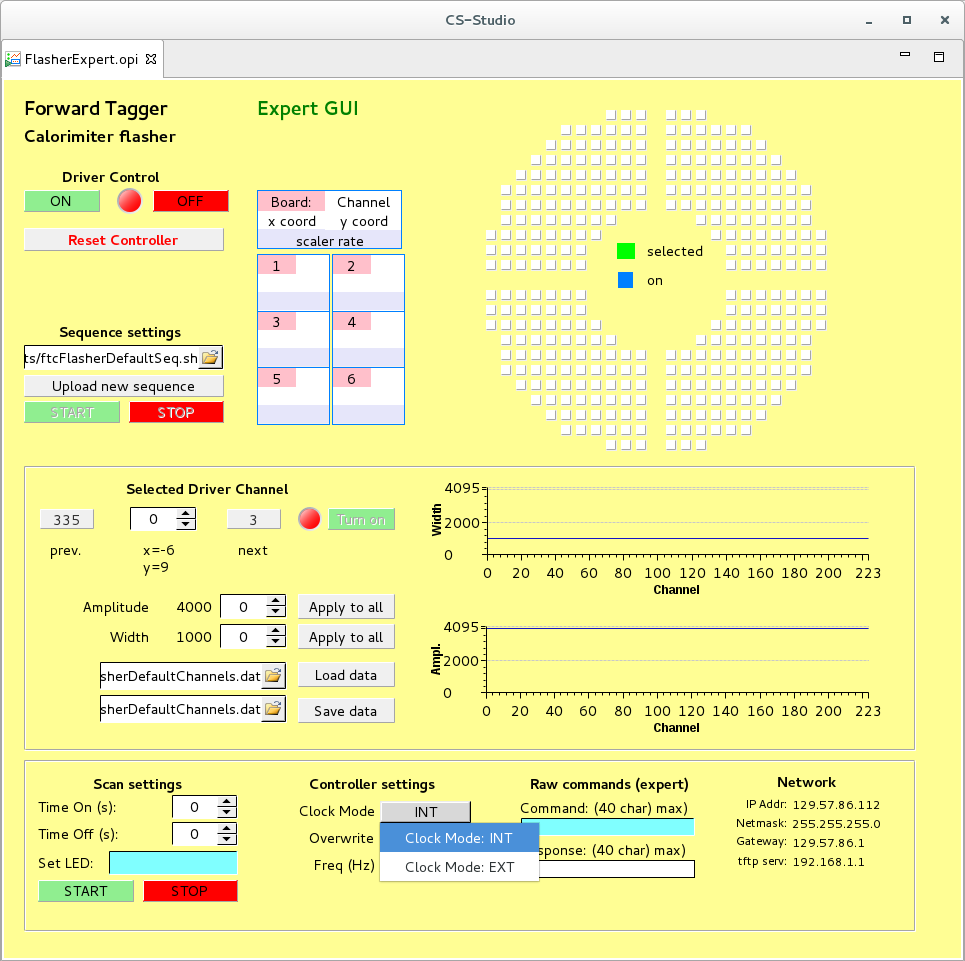 CS-Studio
FlasherExpert.opi
Forward Tagger
Calorimiter flasher
Expert GUI
Driver Control
ON
OFF
Reset Controller
Board: Channel
x coord y coord
scaler rate
1 2
3 4
5 6
selected
on
Sequence settings
ts/ftcFlasherDefaultSeq.sh
Upload new sequence
START STOP
Selected Driver Channel
335 0 3 Turn on
prev. x=-6 next
y=9
Amplitude 4000 0 Apply to all
Width 1000 0 Apply to all
sherDefaultChannels.dat Load data
sherDefaultChannels.dat Save data
Width
4095
2000
0
0 20 40 60 80 100 120 140 160 180 200 223
Channel
Ampl.
4095
2000
0
0 20 40 60 80 100 120 140 160 180 200 223
Channel
Scan settings
Time On (s): 0
Time Off (s): 0
Set LED:
START STOP
Controller settings
Clock Mode INT
Overwrite
Freq (Hz)
Clock Mode: INT
Clock Mode: EXT
Raw commands (expert)
Command: (40 char) max)
sponse: (40 char) max)
Network
IP Addr: 129.57.86.112
Netmask: 255.255.255.0
Gateway: 129.57.86.1
tftp serv: 192.168.1.1